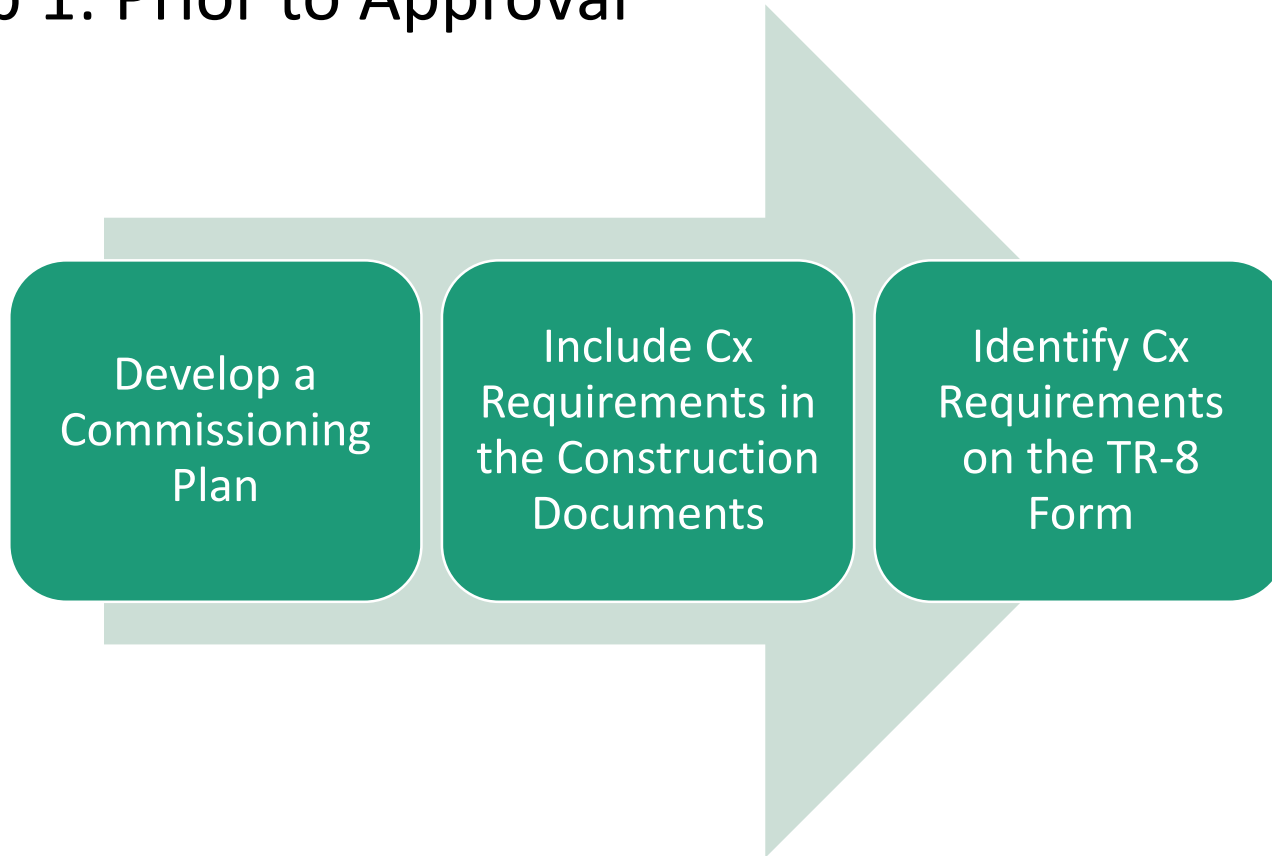 1: Prior to Approval
Develop a
Commissioning
Plan
Include Cx
Requirements in
the Construction
Documents
Identify Cx
Requirements
on the TR-8
Form